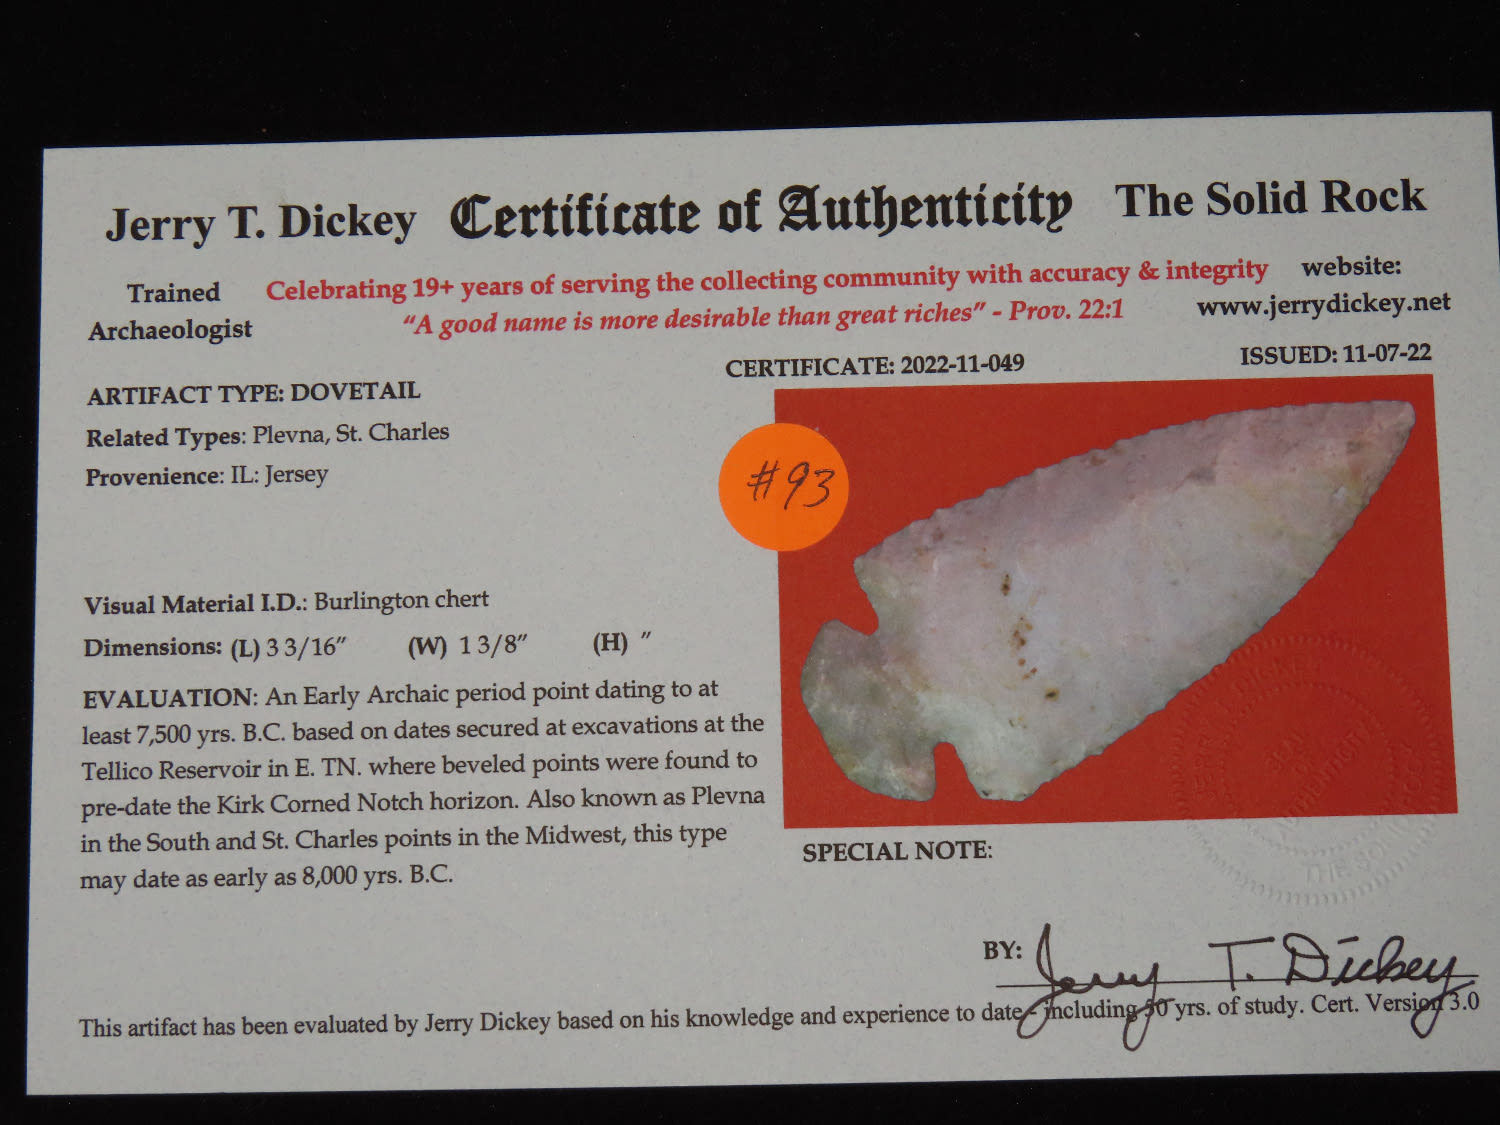 Jerry T. Dickey Certificate of Authenticity The Solid Rock
Trained
Archaeologist
Celebrating 19+ years of serving the collecting community with accuracy & integrity
"A good name is more desirable than great riches" - Prov. 22:1
website:
www.jerrydickey.net
CERTIFICATE: 2022-11-049
ISSUED: 11-07-22
ARTIFACT TYPE: DOVETAIL
Related Types: Plevna, St. Charles
Provenience: IL: Jersey
#93
Visual Material I.D.: Burlington chert
Dimensions: (L) 3 3/16" (W) 1 3/8" (H) "
EVALUATION: An Early Archaic period point dating to at
least 7,500 yrs. B.C. based on dates secured at excavations at the
Tellico Reservoir in E. TN. where beveled points were found to
pre-date the Kirk Corned Notch horizon. Also known as Plevna
in the South and St. Charles points in the Midwest, this type
may date as early as 8,000 yrs. B.C.
SPECIAL NOTE:
BY: Jerry T. Dickey
This artifact has been evaluated by Jerry Dickey based on his knowledge and experience to date - including 50 yrs. of study. Cert. Version 3.0